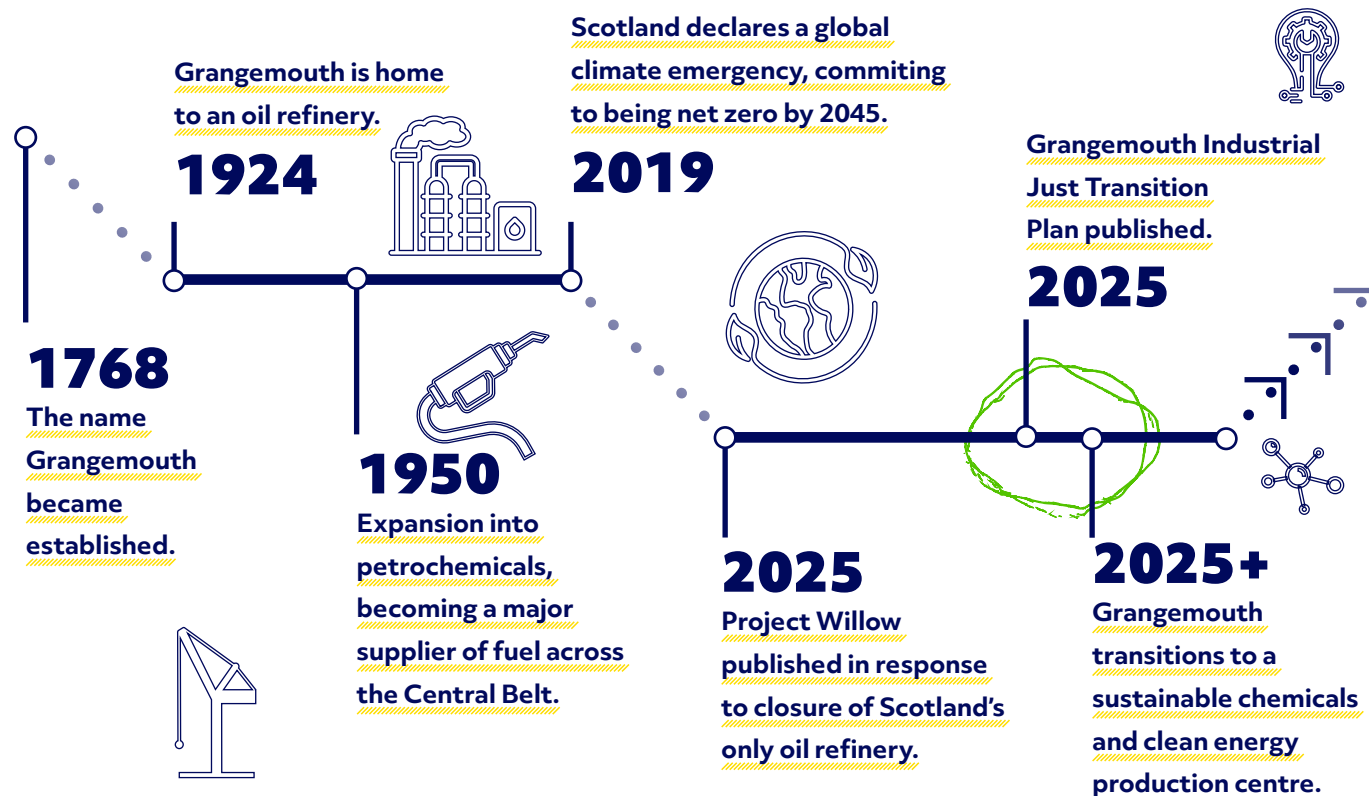 1768
The name
Grangemouth
became
established.
Grangemouth is home
to an oil refinery.
1924
1950
Expansion into
petrochemicals,
becoming a major
supplier of fuel across
the Central Belt.
Scotland declares a global
climate emergency, commiting
to being net zero by 2045.
2019
2025
Project Willow
published in response
to closure of Scotland's
only oil refinery.
Grangemouth Industrial
Just Transition
Plan published.
2025
2025+
Grangemouth
transitions to a
sustainable chemicals
and clean energy
production centre.